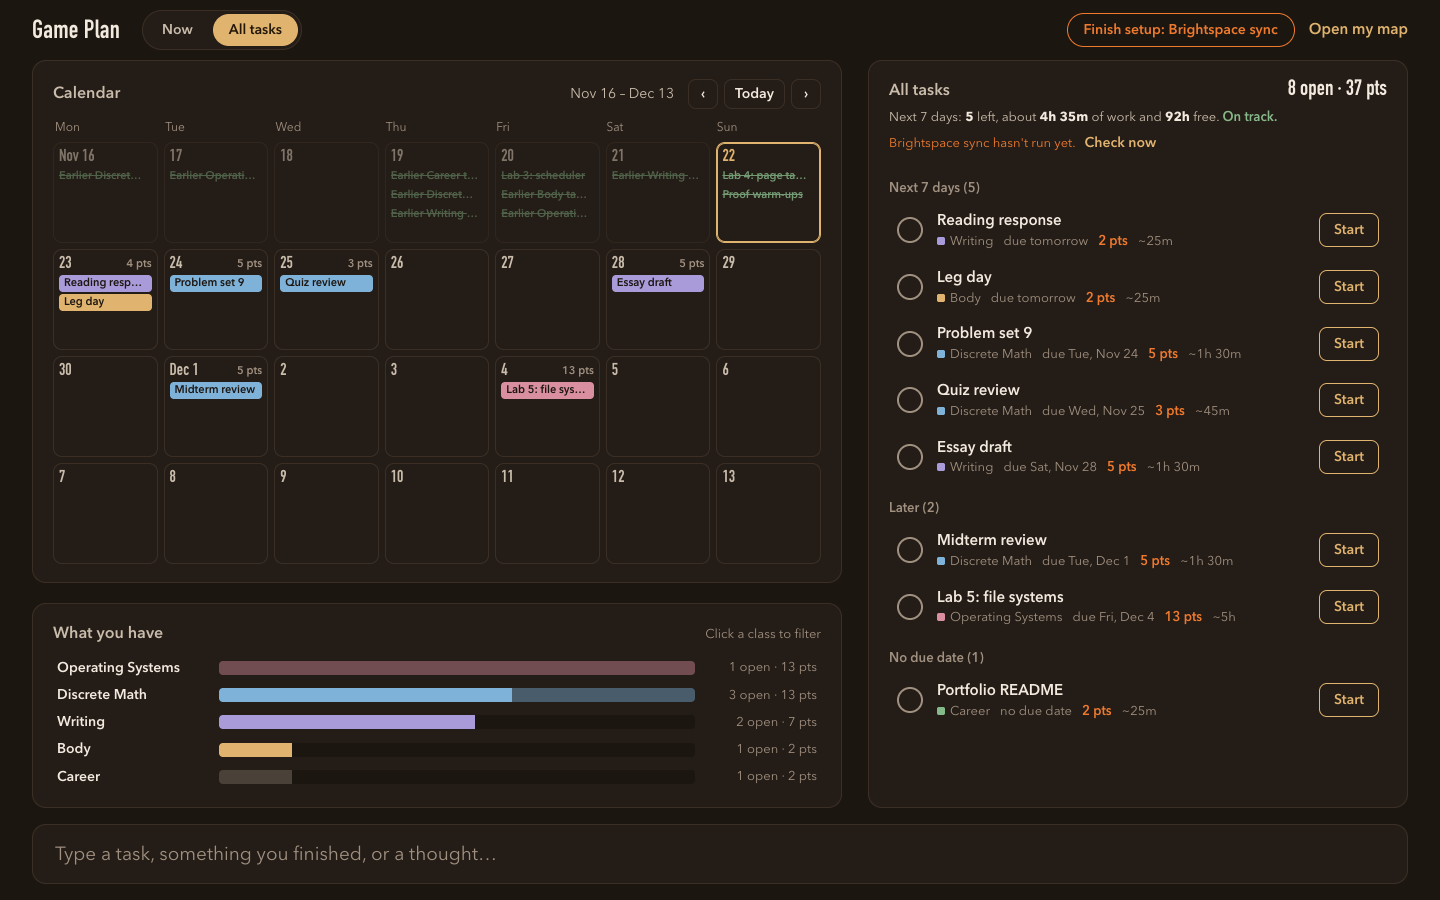 Game Plan
Now
All tasks
Finish setup: Brightspace sync
Open my map
Calendar
Nov 16 – Dec 13
‹
Today
›
Mon
Tue
Wed
Thu
Fri
Sat
Sun
Nov 16
Earlier Discret…
17
Earlier Operati…
18
19
Earlier Career t…
Earlier Discret…
Earlier Writing …
20
Lab 3: scheduler
Earlier Body ta…
Earlier Operati…
21
Earlier Writing …
22
Lab 4: page ta…
Proof warm-ups
23 4 pts
Reading resp…
Leg day
24 5 pts
Problem set 9
25 3 pts
Quiz review
26
27
28 5 pts
Essay draft
29
30
Dec 1 5 pts
Midterm review
2
3
4 13 pts
Lab 5: file sys…
5
6
7
8
9
10
11
12
13
What you have
Click a class to filter
Operating Systems 1 open · 13 pts
Discrete Math 3 open · 13 pts
Writing 2 open · 7 pts
Body 1 open · 2 pts
Career 1 open · 2 pts
All tasks
8 open · 37 pts
Next 7 days: 5 left, about 4h 35m of work and 92h free. On track.
Brightspace sync hasn't run yet. Check now
Next 7 days (5)
Reading response
Writing due tomorrow 2 pts ~25m
Start
Leg day
Body due tomorrow 2 pts ~25m
Start
Problem set 9
Discrete Math due Tue, Nov 24 5 pts ~1h 30m
Start
Quiz review
Discrete Math due Wed, Nov 25 3 pts ~45m
Start
Essay draft
Writing due Sat, Nov 28 5 pts ~1h 30m
Start
Later (2)
Midterm review
Discrete Math due Tue, Dec 1 5 pts ~1h 30m
Start
Lab 5: file systems
Operating Systems due Fri, Dec 4 13 pts ~5h
Start
No due date (1)
Portfolio README
Career no due date 2 pts ~25m
Start
Type a task, something you finished, or a thought…